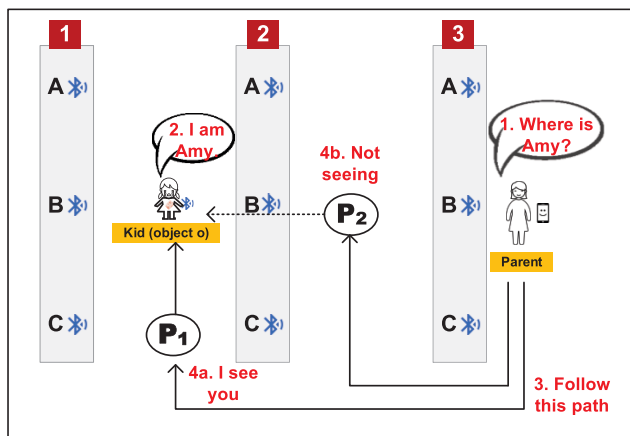 1
2
3
A
A
A
2. I am
Amy.
1. Where is
Amy?
4b. Not
seeing
B
B
B
P2
Kid (object o)
Parent
C
C
C
P1
4a. I see
you
3. Follow
this path